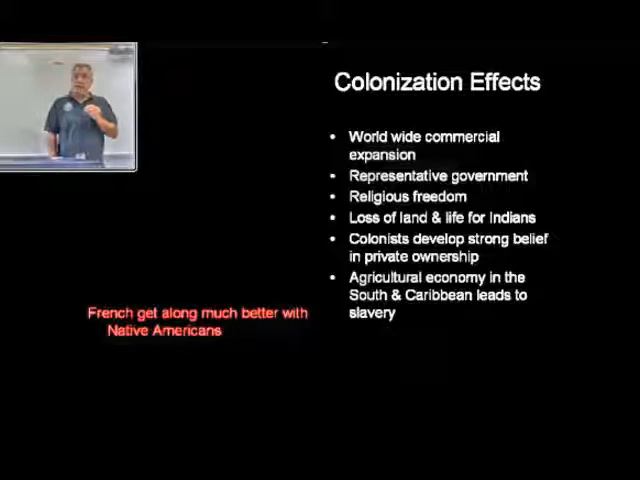 Colonization Effects
• World wide commercial
expansion
• Representative government
• Religious freedom
• Loss of land & life for Indians
• Colonists develop strong belief
in private ownership
• Agricultural economy in the
South & Caribbean leads to
slavery
French get along much better with
Native Americans